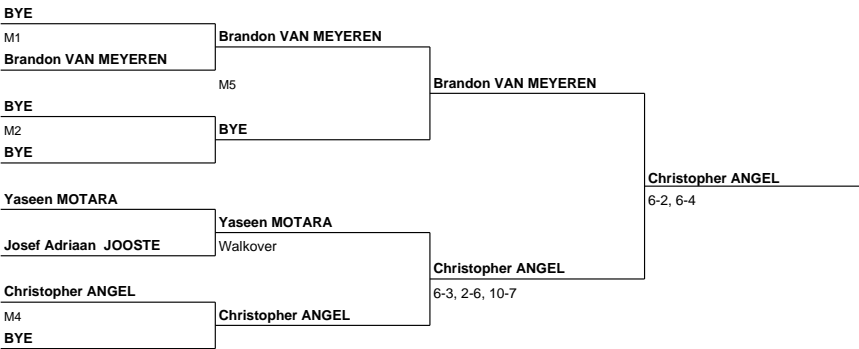 BYE
M1
Brandon VAN MEYEREN
Brandon VAN MEYEREN
M5
Brandon VAN MEYEREN
BYE
M2
BYE
BYE
Christopher ANGEL
6-2, 6-4
Yaseen MOTARA
Yaseen MOTARA
Josef Adriaan JOOSTE
Walkover
Christopher ANGEL
6-3, 2-6, 10-7
Christopher ANGEL
M4
Christopher ANGEL
BYE